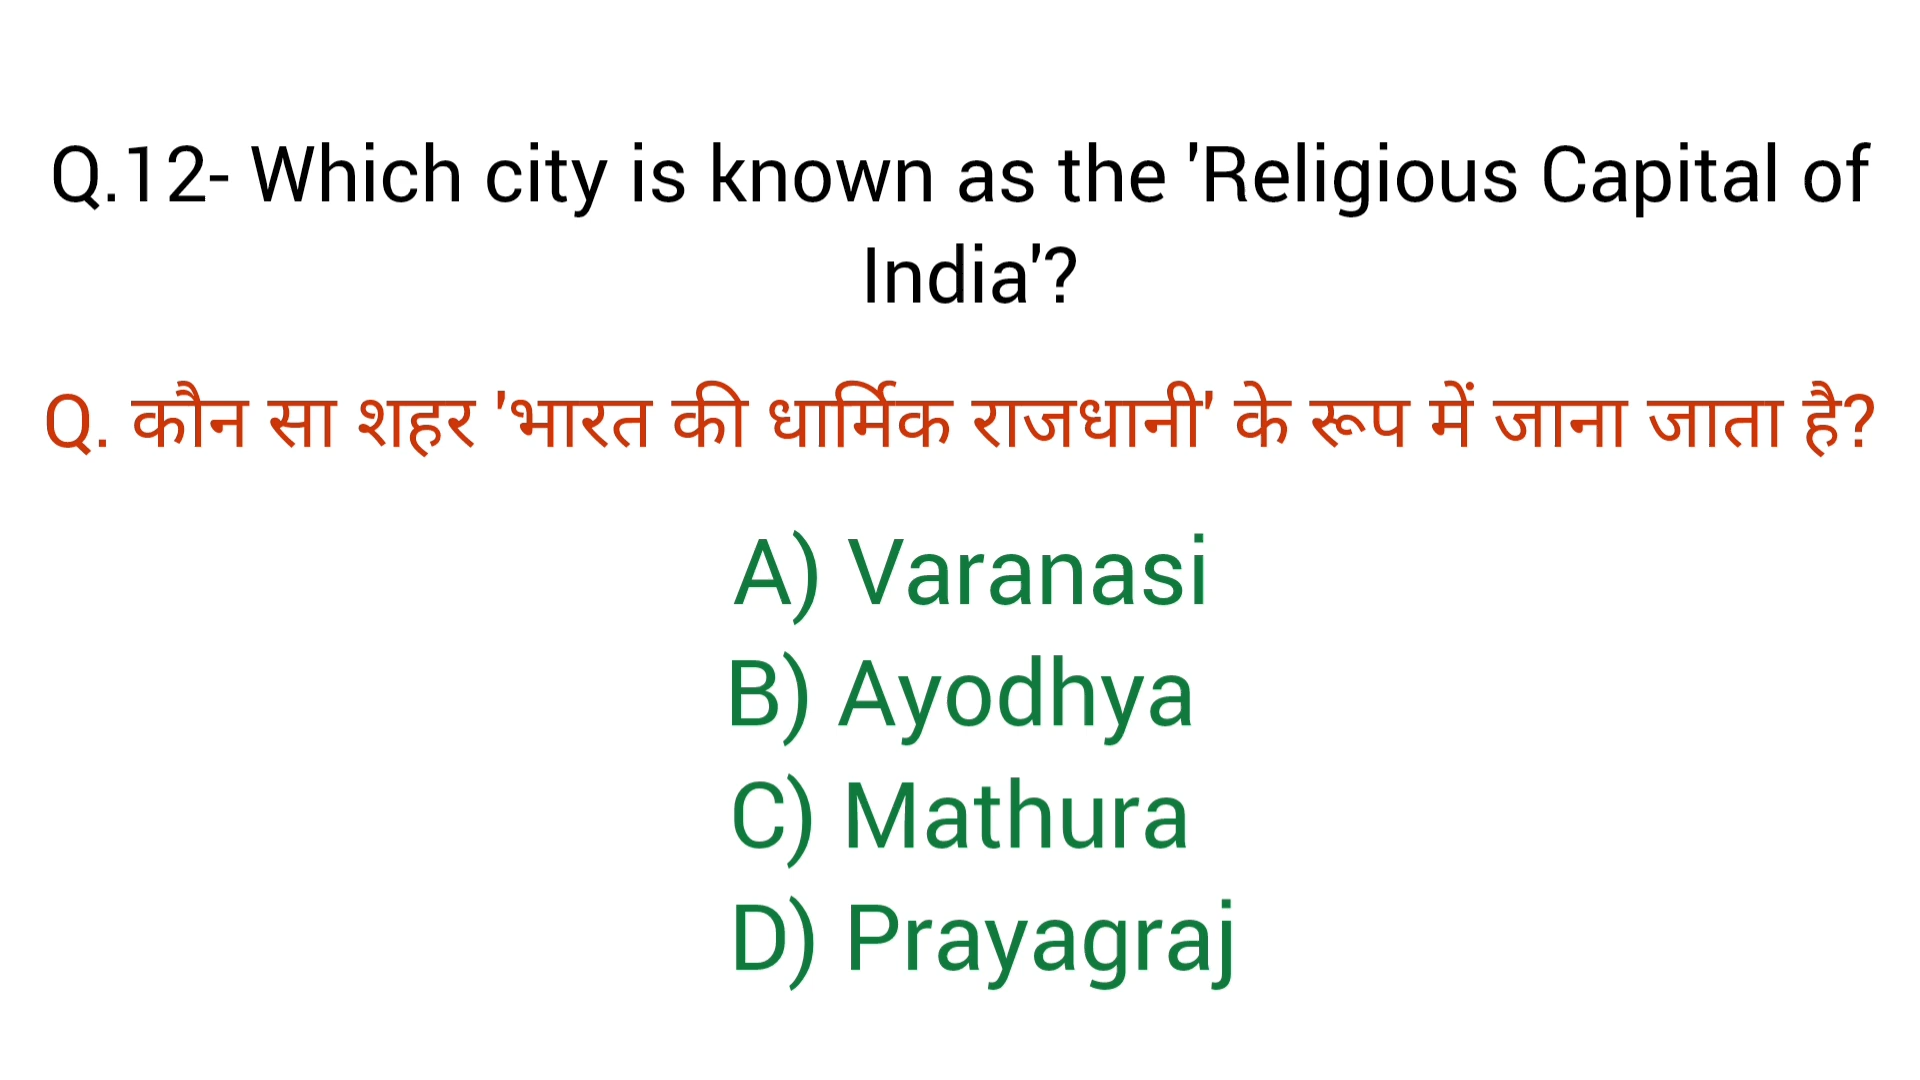 Q.12- Which city is known as the 'Religious Capital of
India'?
Q. कौन सा शहर 'भारत की धार्मिक राजधानी' के रूप में जाना जाता है?
A) Varanasi
B) Ayodhya
C) Mathura
D) Prayagraj